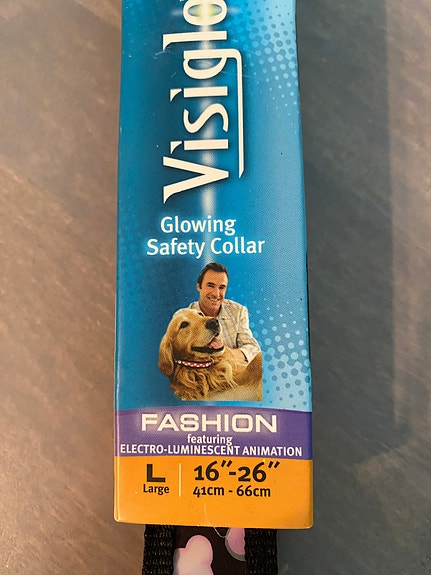 Visiglo
Glowing
Safety Collar
FASHION
featuring
ELECTRO-LUMINESCENT ANIMATION
L 16"-26"
Large 41cm - 66cm